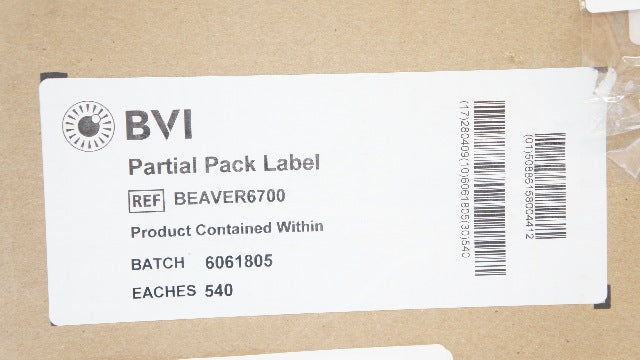 BVI
Partial Pack Label
REF BEAVER6700
Product Contained Within
BATCH 6061805
EACHES 540
(17)280409(10)6061805(30)540
(01)50886158004412